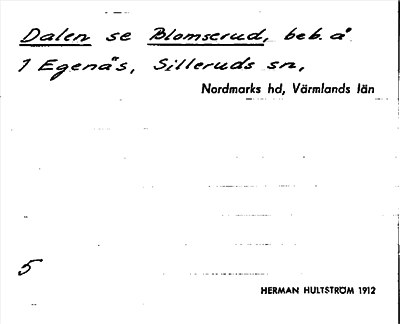 Dalen se Blomserud, beb. å
1 Egenäs, Silleruds sn,
Nordmarks hd, Värmlands län
5
HERMAN HULTSTRÖM 1912